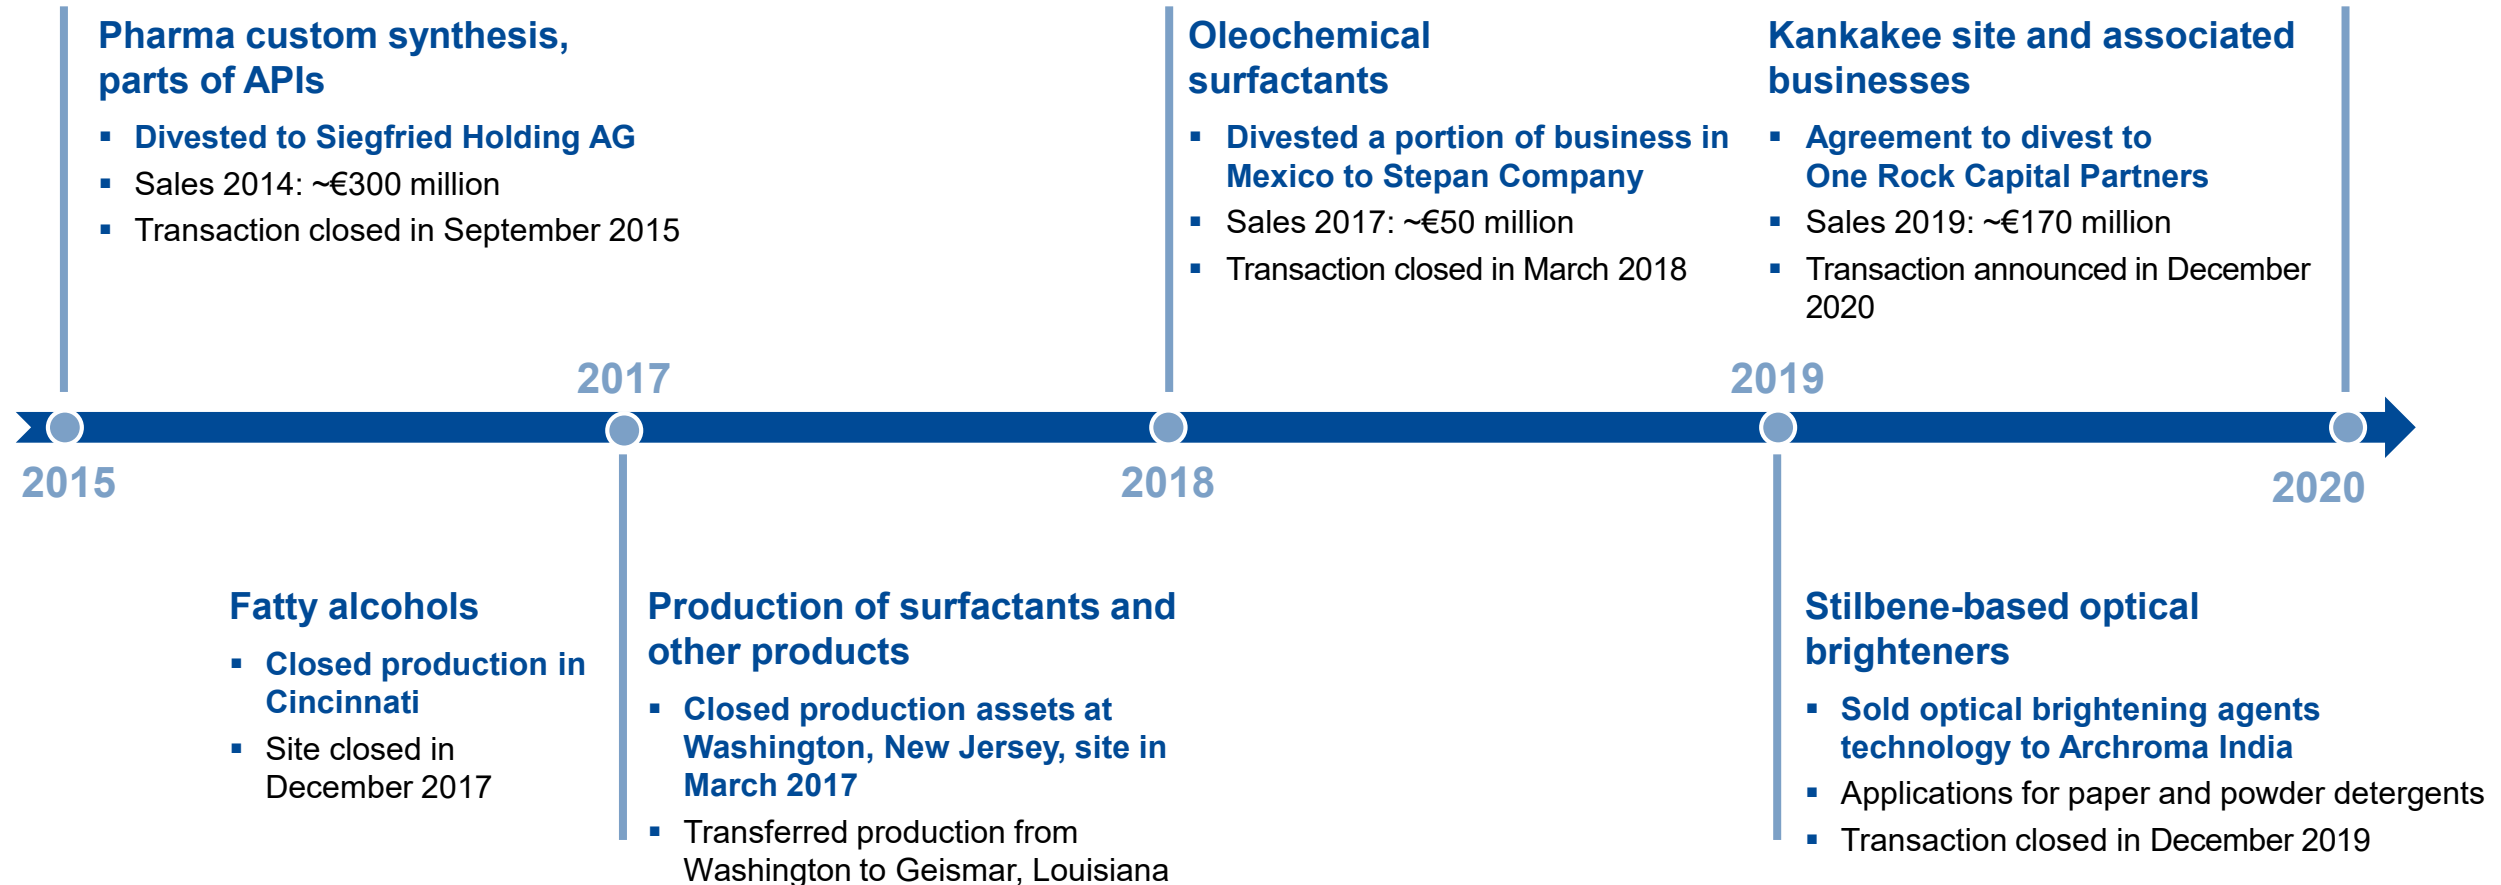 Pharma custom synthesis,
parts of APIs
▪ Divested to Siegfried Holding AG
▪ Sales 2014: ~€300 million
▪ Transaction closed in September 2015
Oleochemical
surfactants
▪ Divested a portion of business in
Mexico to Stepan Company
▪ Sales 2017: ~€50 million
▪ Transaction closed in March 2018
Kankakee site and associated
businesses
▪ Agreement to divest to
One Rock Capital Partners
▪ Sales 2019: ~€170 million
▪ Transaction announced in December
2020
2017
2019
2015
2018
2020
Fatty alcohols
▪ Closed production in
Cincinnati
▪ Site closed in
December 2017
Production of surfactants and
other products
▪ Closed production assets at
Washington, New Jersey, site in
March 2017
▪ Transferred production from
Washington to Geismar, Louisiana
Stilbene-based optical
brighteners
▪ Sold optical brightening agents
technology to Archroma India
▪ Applications for paper and powder detergents
▪ Transaction closed in December 2019